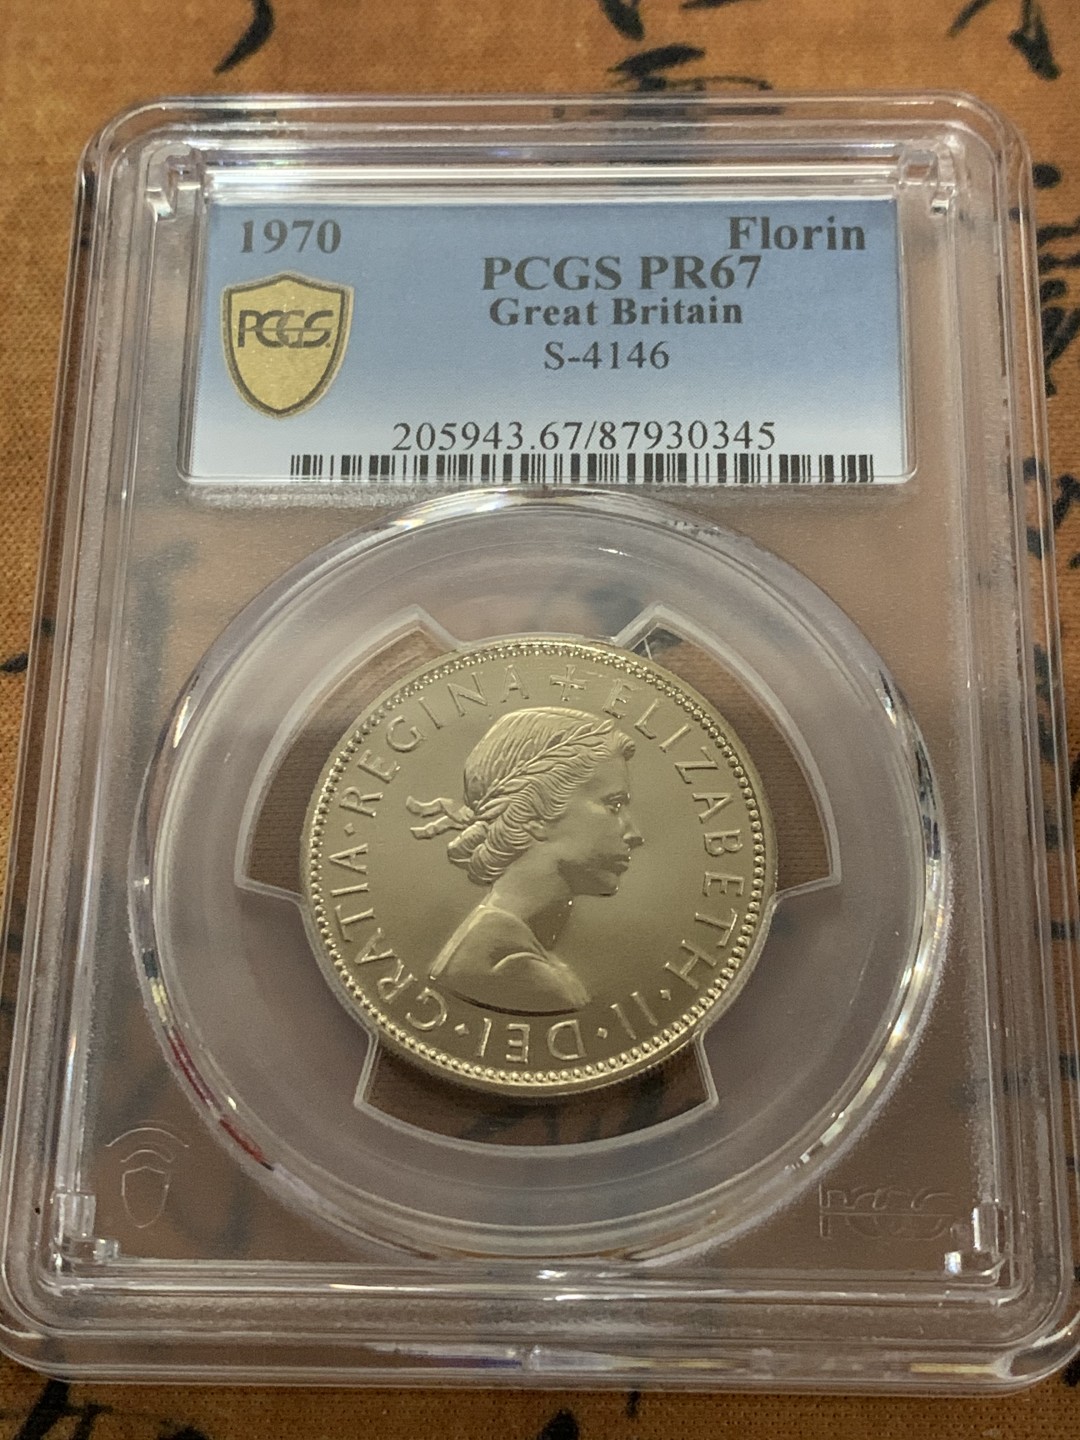 1970 Florin
PCGS PR67
PCGS. Great Britain
S-4146
205943.67/87930345
+ ELIZABETH · II · DEI · GRATIA · REGINA
PCGS